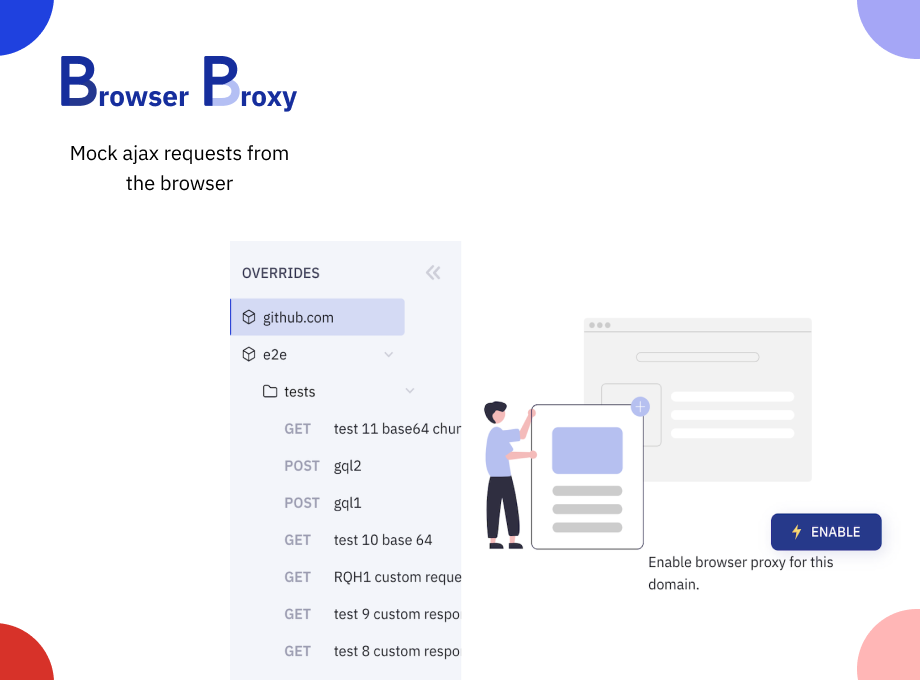 Browser Proxy
Mock ajax requests from
the browser
OVERRIDES
github.com
e2e
tests
GET test 11 base64 chur
POST gql2
POST gql1
GET test 10 base 64
GET RQH1 custom reque
GET test 9 custom respo
GET test 8 custom respo
ENABLE
Enable browser proxy for this
domain.